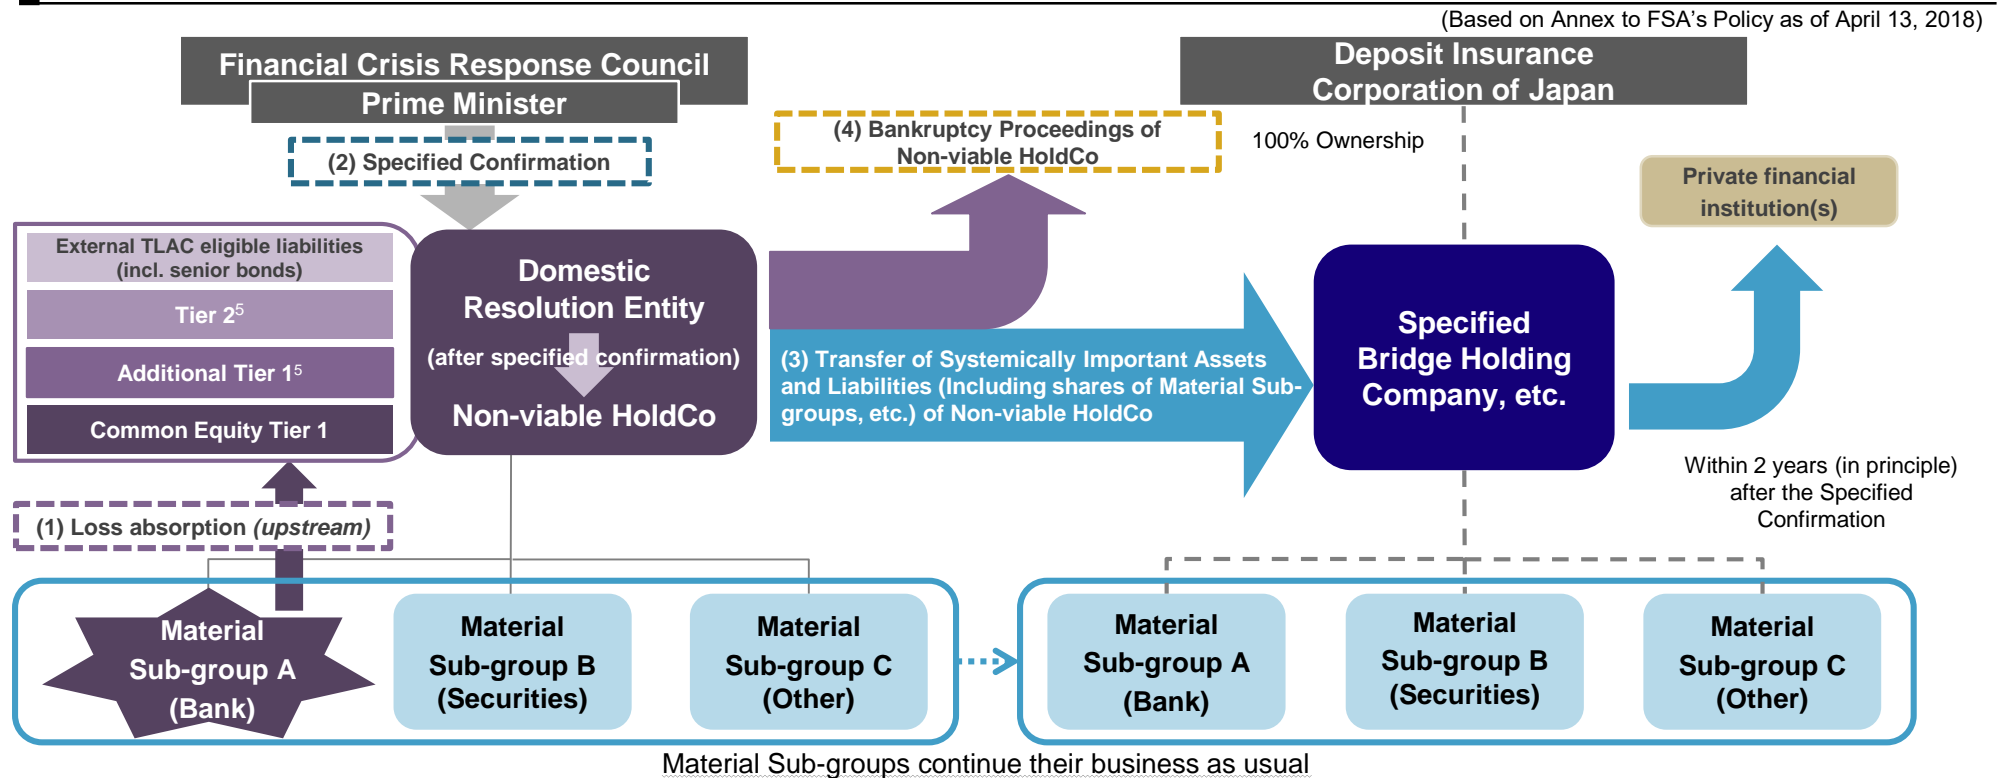 (Based on Annex to FSA's Policy as of April 13, 2018)
Financial Crisis Response Council
Prime Minister
Deposit Insurance
Corporation of Japan
(2) Specified Confirmation
(4) Bankruptcy Proceedings of
Non-viable HoldCo
100% Ownership
Private financial
institution(s)
External TLAC eligible liabilities
(incl. senior bonds)
Tier 2⁵
Additional Tier 1⁵
Common Equity Tier 1
Domestic
Resolution Entity
(after specified confirmation)
Non-viable HoldCo
(3) Transfer of Systemically Important Assets
and Liabilities (Including shares of Material Sub-
groups, etc.) of Non-viable HoldCo
Specified
Bridge Holding
Company, etc.
Within 2 years (in principle)
after the Specified
Confirmation
(1) Loss absorption (upstream)
Material
Sub-group A
(Bank)
Material
Sub-group B
(Securities)
Material
Sub-group C
(Other)
Material
Sub-group A
(Bank)
Material
Sub-group B
(Securities)
Material
Sub-group C
(Other)
Material Sub-groups continue their business as usual